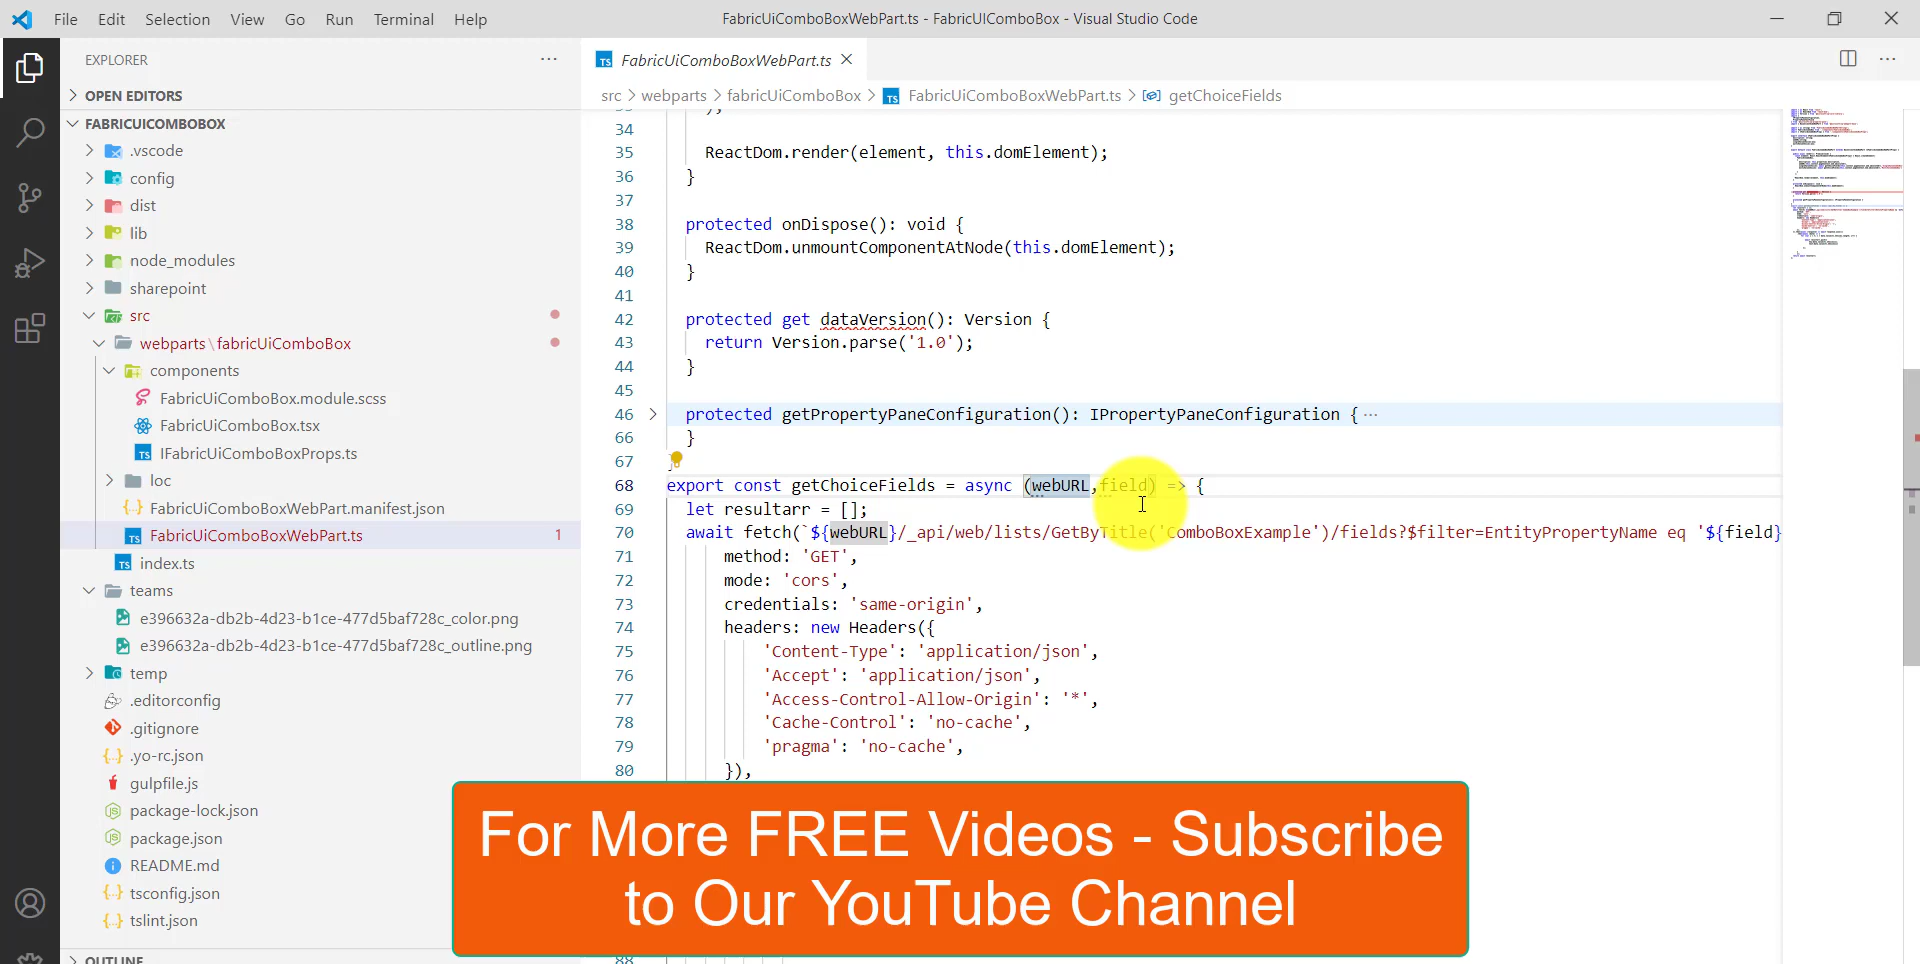 File Edit Selection View Go Run Terminal Help
FabricUiComboBoxWebPart.ts - FabricUIComboBox - Visual Studio Code
EXPLORER
OPEN EDITORS
FABRICUICOMBOBOX
.vscode
config
dist
lib
node_modules
sharepoint
src
webparts\fabricUiComboBox
components
FabricUiComboBox.module.scss
FabricUiComboBox.tsx
TS IFabricUiComboBoxProps.ts
loc
FabricUiComboBoxWebPart.manifest.json
TS FabricUiComboBoxWebPart.ts 1
TS index.ts
teams
e396632a-db2b-4d23-b1ce-477d5baf728c_color.png
e396632a-db2b-4d23-b1ce-477d5baf728c_outline.png
temp
.editorconfig
.gitignore
.yo-rc.json
gulpfile.js
package-lock.json
package.json
README.md
tsconfig.json
tslint.json
OUTLINE
TS FabricUiComboBoxWebPart.ts
src > webparts > fabricUiComboBox > TS FabricUiComboBoxWebPart.ts > getChoiceFields
34
35 ReactDom.render(element, this.domElement);
36 }
37
38 protected onDispose(): void {
39 ReactDom.unmountComponentAtNode(this.domElement);
40 }
41
42 protected get dataVersion(): Version {
43 return Version.parse('1.0');
44 }
45
46 protected getPropertyPaneConfiguration(): IPropertyPaneConfiguration { ···
66 }
67 }
68 export const getChoiceFields = async (webURL,field) => {
69 let resultarr = [];
70 await fetch(`${webURL}/_api/web/lists/GetByTitle('ComboBoxExample')/fields?$filter=EntityPropertyName eq '${field}
71 method: 'GET',
72 mode: 'cors',
73 credentials: 'same-origin',
74 headers: new Headers({
75 'Content-Type': 'application/json',
76 'Accept': 'application/json',
77 'Access-Control-Allow-Origin': '*',
78 'Cache-Control': 'no-cache',
79 'pragma': 'no-cache',
80 }),
88
For More FREE Videos - Subscribe
to Our YouTube Channel